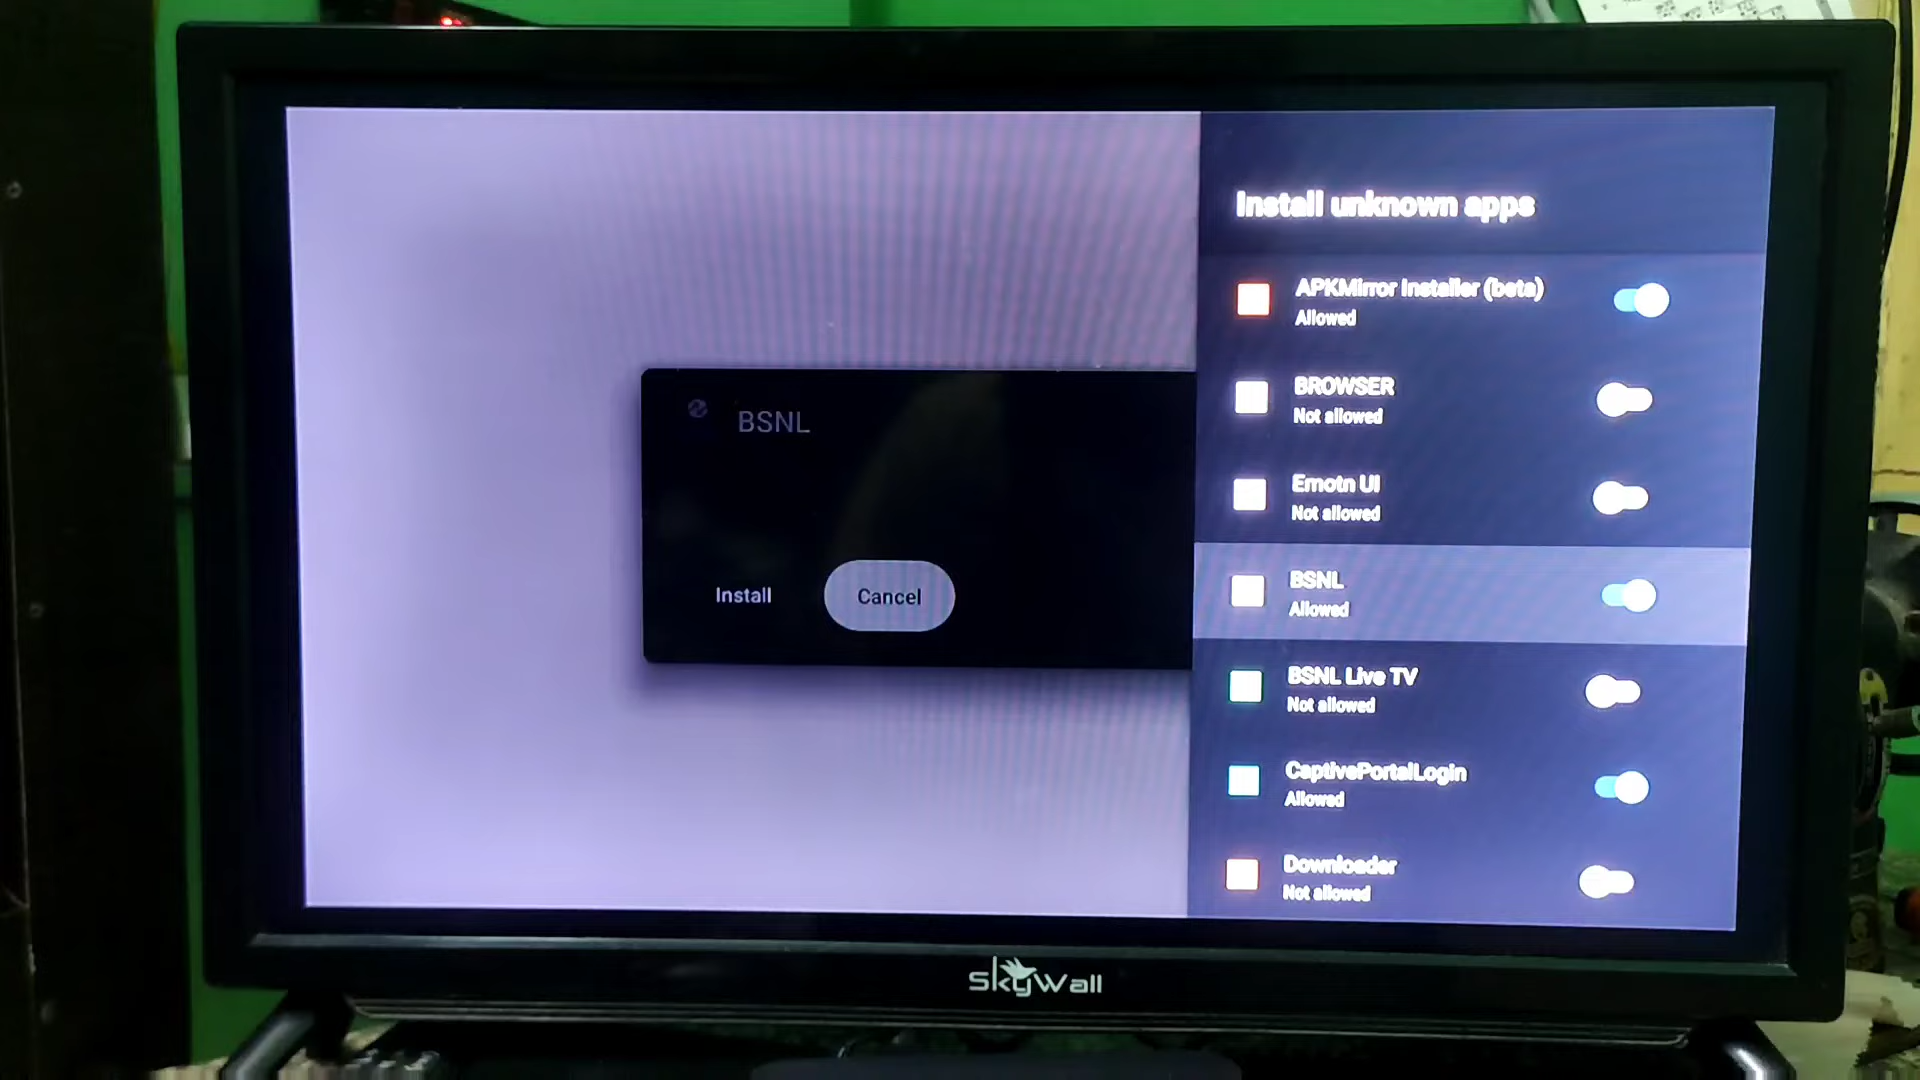 BSNL
Install
Cancel
Install unknown apps
APKMirror Installer (beta)
Allowed
BROWSER
Not allowed
Emotn UI
Not allowed
BSNL
Allowed
BSNL Live TV
Not allowed
CaptivePortalLogin
Allowed
Downloader
Not allowed
skyWall